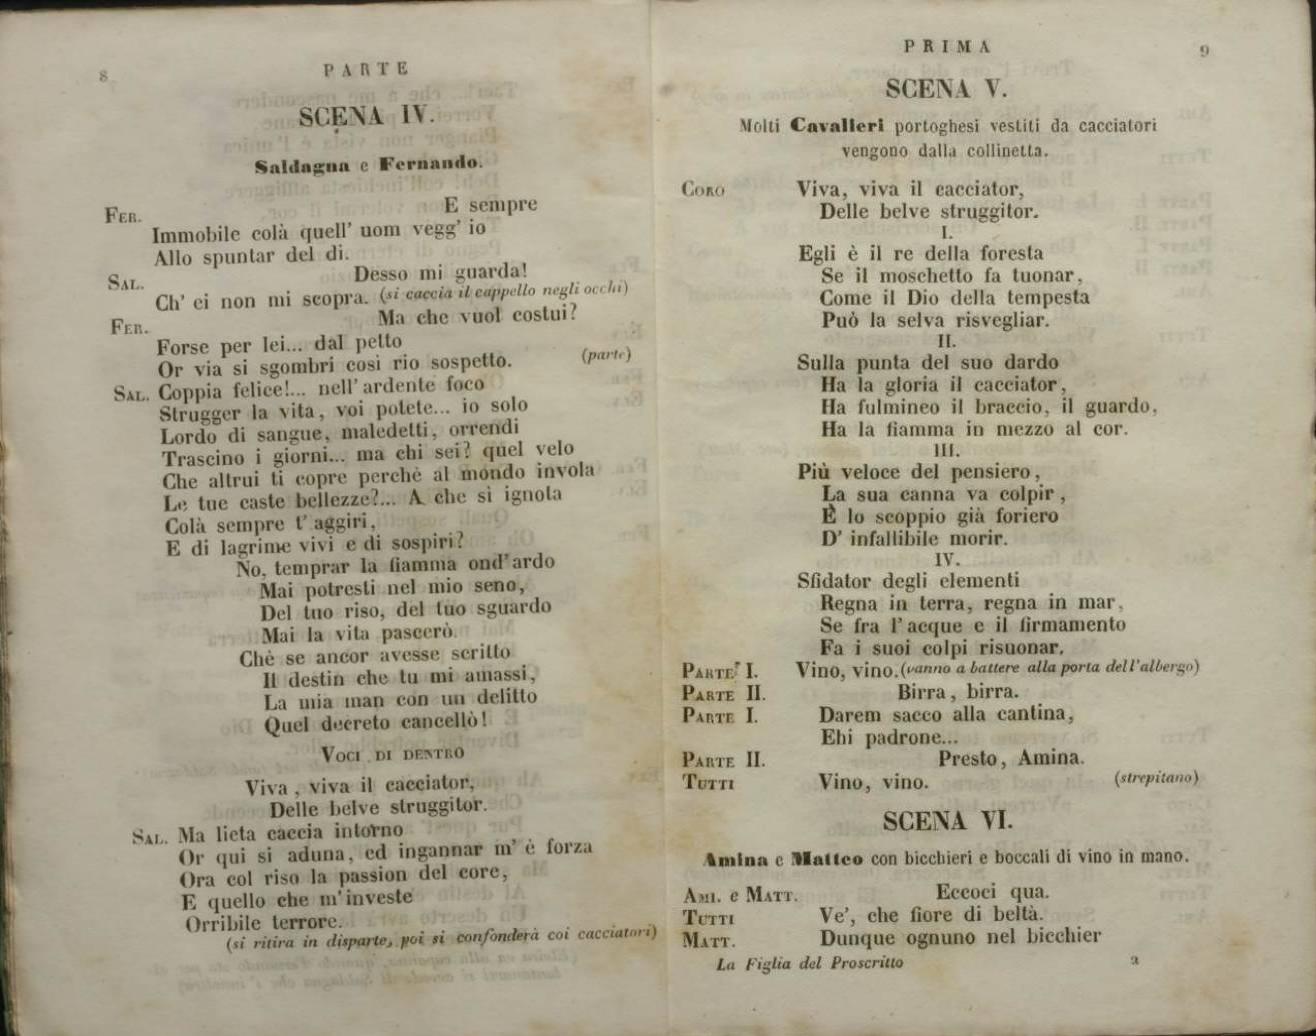 8
PARTE
SCENA IV.
Saldagna e Fernando.
FER. E sempre
Immobile colà quell' uom vegg' io
Allo spuntar del di.
SAL. Desso mi guarda!
Ch' ei non mi scopra. (si caccia il cappello negli occhi)
FER. Ma che vuol costui?
Forse per lei... dal petto
Or via si sgombri così rio sospetto. (parte)
SAL. Coppia felice!... nell' ardente foco
Strugger la vita, voi potete... io solo
Lordo di sangue, maledetti, orrendi
Trascino i giorni... ma chi sei? quel velo
Che altrui ti copre perchè al mondo invola
Le tue caste bellezze?... A che sì ignota
Colà sempre t' aggiri,
E di lagrime vivi e di sospiri?
No, temprar la fiamma ond' ardo
Mai potresti nel mio seno,
Del tuo riso, del tuo sguardo
Mai la vita pascerò.
Chè se ancor avesse scritto
Il destin che tu mi amassi,
La mia man con un delitto
Quel decreto cancellò!
VOCI DI DENTRO
Viva, viva il cacciator,
Delle belve struggitor.
SAL. Ma lieta caccia intorno
Or qui si aduna, ed ingannar m' è forza
Ora col riso la passion del core,
E quello che m' investe
Orribile terrore.
(si ritira in disparte, poi si confonderà coi cacciatori)
PRIMA
9
SCENA V.
Molti Cavalieri portoghesi vestiti da cacciatori
vengono dalla collinetta.
CORO Viva, viva il cacciator,
Delle belve struggitor.
I.
Egli è il re della foresta
Se il moschetto fa tuonar,
Come il Dio della tempesta
Può la selva risvegliar.
II.
Sulla punta del suo dardo
Ha la gloria il cacciator,
Ha fulmineo il braccio, il guardo,
Ha la fiamma in mezzo al cor.
III.
Più veloce del pensiero,
La sua canna va colpir,
È lo scoppio già foriero
D' infallibile morir.
IV.
Sfidator degli elementi
Regna in terra, regna in mar,
Se fra l' acque e il firmamento
Fa i suoi colpi risuonar.
PARTE I. Vino, vino. (vanno a battere alla porta dell'albergo)
PARTE II. Birra, birra.
PARTE I. Darem sacco alla cantina,
Ehi padrone...
PARTE II. Presto, Amina.
TUTTI Vino, vino. (strepitano)
SCENA VI.
Amina e Matteo con bicchieri e boccali di vino in mano.
AMI. e MATT. Eccoci qua.
TUTTI Ve', che fiore di beltà.
MATT. Dunque ognuno nel bicchier
La Figlia del Proscritto 2